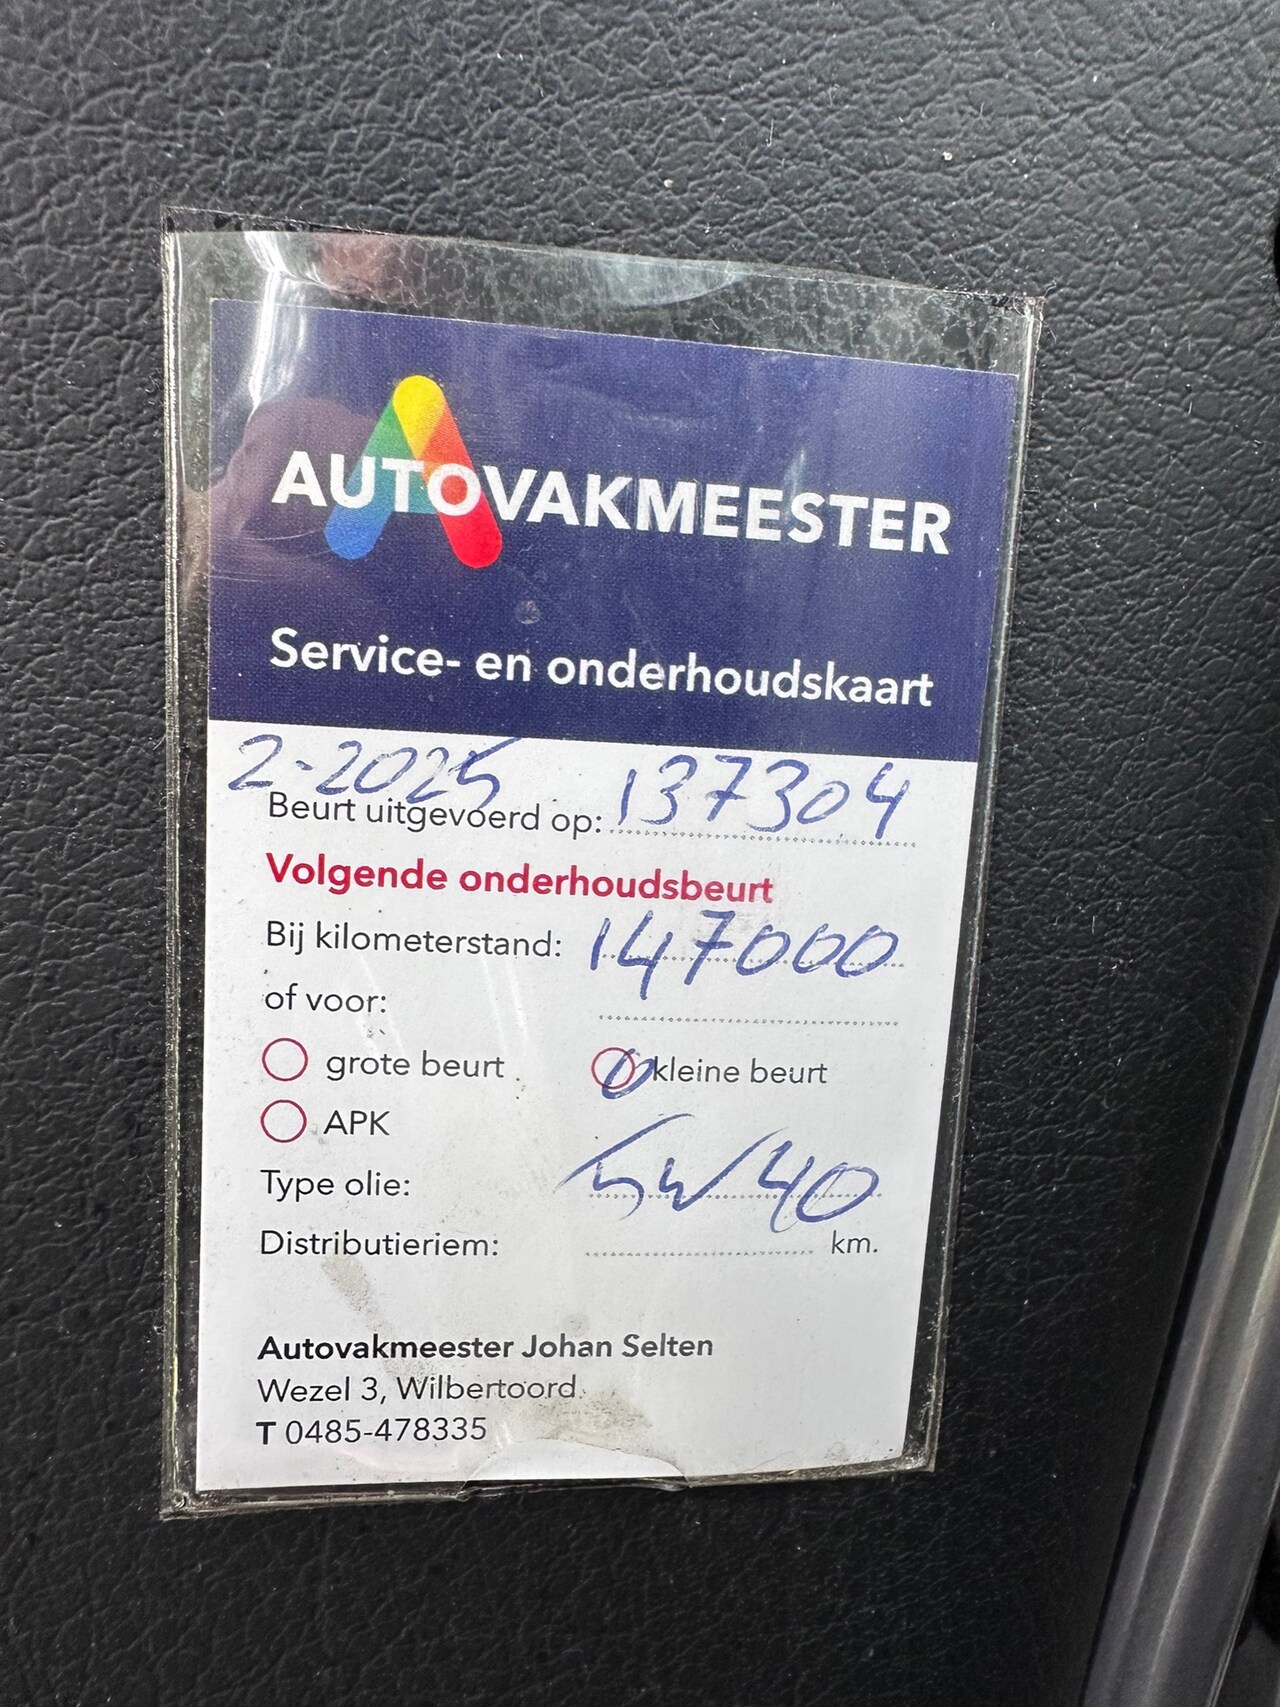 AUTOVAKMEESTER
Service- en onderhoudskaart
2-2025
Beurt uitgevoerd op: 137304
Volgende onderhoudsbeurt
Bij kilometerstand: 147000
of voor:
grote beurt kleine beurt
APK
Type olie: 5W40
Distributieriem: km.
Autovakmeester Johan Selten
Wezel 3, Wilbertoord
T 0485-478335